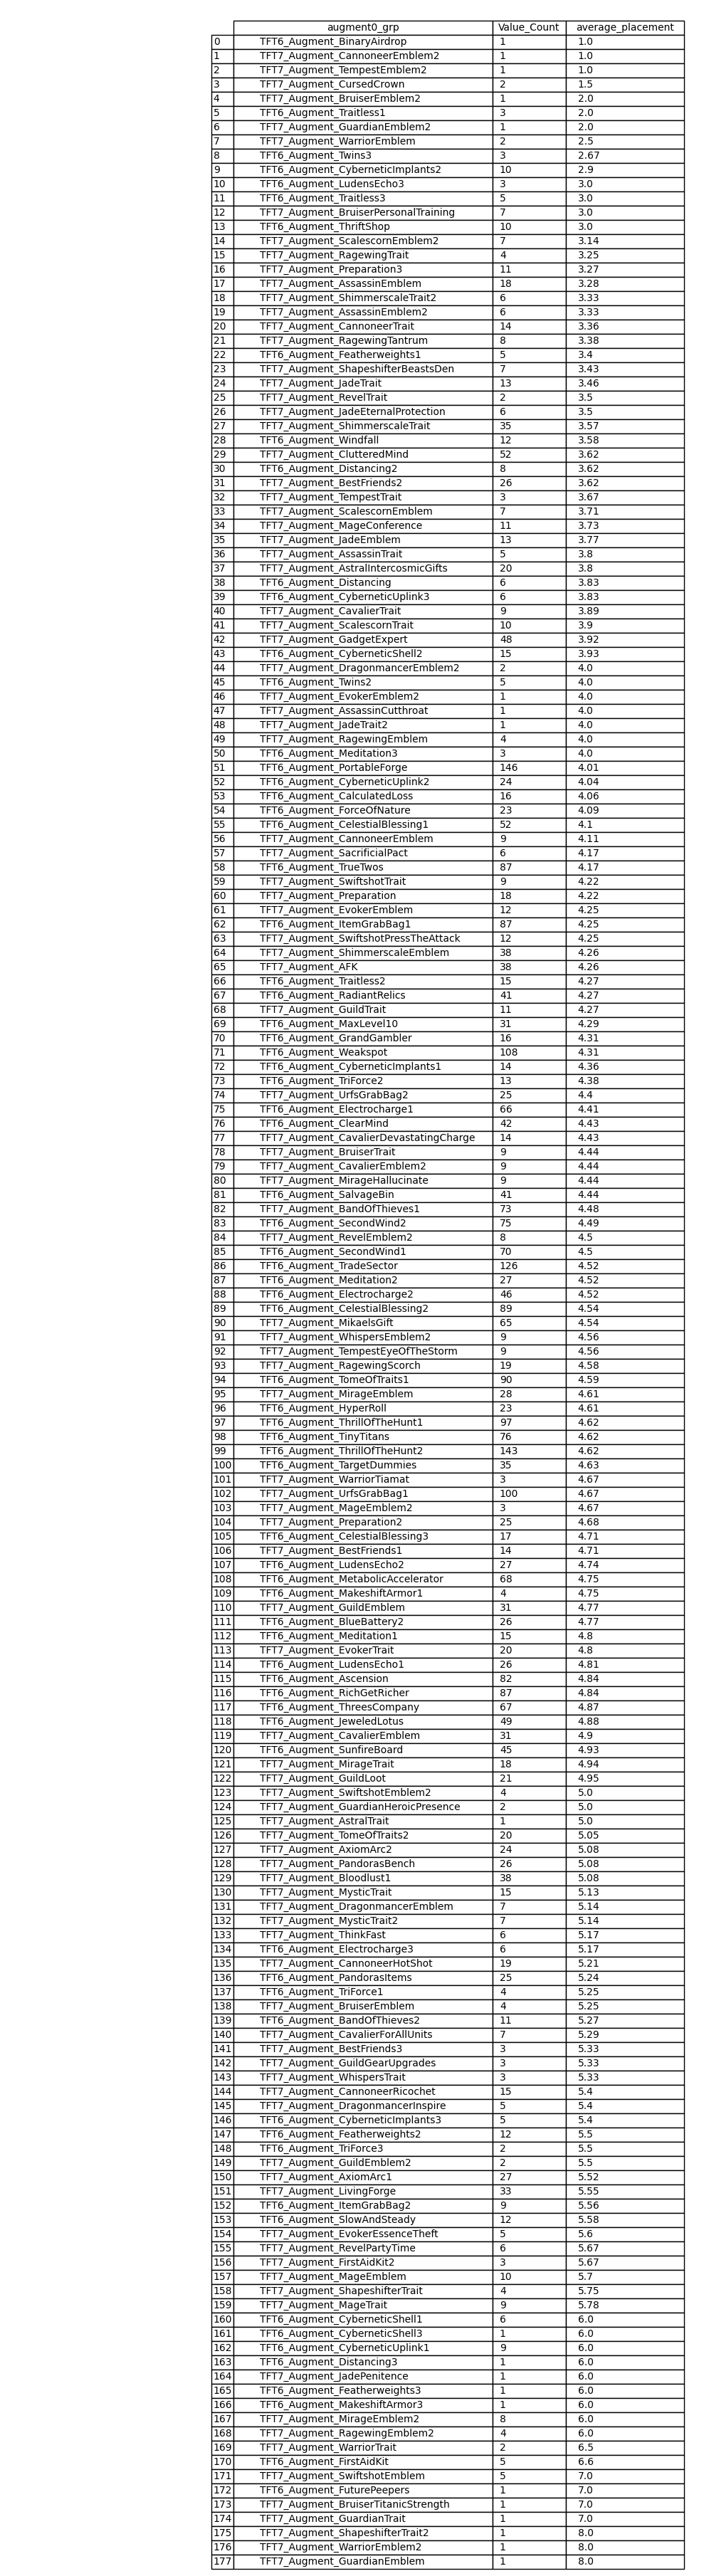 augment0_grp Value_Count average_placement
0 TFT6_Augment_BinaryAirdrop 1 1.0
1 TFT7_Augment_CannoneerEmblem2 1 1.0
2 TFT7_Augment_TempestEmblem2 1 1.0
3 TFT7_Augment_CursedCrown 2 1.5
4 TFT7_Augment_BruiserEmblem2 1 2.0
5 TFT6_Augment_Traitless1 3 2.0
6 TFT7_Augment_GuardianEmblem2 1 2.0
7 TFT7_Augment_WarriorEmblem 2 2.5
8 TFT6_Augment_Twins3 3 2.67
9 TFT6_Augment_CyberneticImplants2 10 2.9
10 TFT6_Augment_LudensEcho3 3 3.0
11 TFT6_Augment_Traitless3 5 3.0
12 TFT7_Augment_BruiserPersonalTraining 7 3.0
13 TFT6_Augment_ThriftShop 10 3.0
14 TFT7_Augment_ScalescornEmblem2 7 3.14
15 TFT7_Augment_RagewingTrait 4 3.25
16 TFT7_Augment_Preparation3 11 3.27
17 TFT7_Augment_AssassinEmblem 18 3.28
18 TFT7_Augment_ShimmerscaleTrait2 6 3.33
19 TFT7_Augment_AssassinEmblem2 6 3.33
20 TFT7_Augment_CannoneerTrait 14 3.36
21 TFT7_Augment_RagewingTantrum 8 3.38
22 TFT6_Augment_Featherweights1 5 3.4
23 TFT7_Augment_ShapeshifterBeastsDen 7 3.43
24 TFT7_Augment_JadeTrait 13 3.46
25 TFT7_Augment_RevelTrait 2 3.5
26 TFT7_Augment_JadeEternalProtection 6 3.5
27 TFT7_Augment_ShimmerscaleTrait 35 3.57
28 TFT6_Augment_Windfall 12 3.58
29 TFT7_Augment_ClutteredMind 52 3.62
30 TFT6_Augment_Distancing2 8 3.62
31 TFT7_Augment_BestFriends2 26 3.62
32 TFT7_Augment_TempestTrait 3 3.67
33 TFT7_Augment_ScalescornEmblem 7 3.71
34 TFT7_Augment_MageConference 11 3.73
35 TFT7_Augment_JadeEmblem 13 3.77
36 TFT7_Augment_AssassinTrait 5 3.8
37 TFT7_Augment_AstralIntercosmicGifts 20 3.8
38 TFT6_Augment_Distancing 6 3.83
39 TFT6_Augment_CyberneticUplink3 6 3.83
40 TFT7_Augment_CavalierTrait 9 3.89
41 TFT7_Augment_ScalescornTrait 10 3.9
42 TFT7_Augment_GadgetExpert 48 3.92
43 TFT6_Augment_CyberneticShell2 15 3.93
44 TFT7_Augment_DragonmancerEmblem2 2 4.0
45 TFT6_Augment_Twins2 5 4.0
46 TFT7_Augment_EvokerEmblem2 1 4.0
47 TFT7_Augment_AssassinCutthroat 1 4.0
48 TFT7_Augment_JadeTrait2 1 4.0
49 TFT7_Augment_RagewingEmblem 4 4.0
50 TFT6_Augment_Meditation3 3 4.0
51 TFT6_Augment_PortableForge 146 4.01
52 TFT6_Augment_CyberneticUplink2 24 4.04
53 TFT6_Augment_CalculatedLoss 16 4.06
54 TFT6_Augment_ForceOfNature 23 4.09
55 TFT6_Augment_CelestialBlessing1 52 4.1
56 TFT7_Augment_CannoneerEmblem 9 4.11
57 TFT7_Augment_SacrificialPact 6 4.17
58 TFT6_Augment_TrueTwos 87 4.17
59 TFT7_Augment_SwiftshotTrait 9 4.22
60 TFT7_Augment_Preparation 18 4.22
61 TFT7_Augment_EvokerEmblem 12 4.25
62 TFT6_Augment_ItemGrabBag1 87 4.25
63 TFT7_Augment_SwiftshotPressTheAttack 12 4.25
64 TFT7_Augment_ShimmerscaleEmblem 38 4.26
65 TFT7_Augment_AFK 38 4.26
66 TFT6_Augment_Traitless2 15 4.27
67 TFT6_Augment_RadiantRelics 41 4.27
68 TFT7_Augment_GuildTrait 11 4.27
69 TFT6_Augment_MaxLevel10 31 4.29
70 TFT6_Augment_GrandGambler 16 4.31
71 TFT6_Augment_Weakspot 108 4.31
72 TFT6_Augment_CyberneticImplants1 14 4.36
73 TFT6_Augment_TriForce2 13 4.38
74 TFT7_Augment_UrfsGrabBag2 25 4.4
75 TFT6_Augment_Electrocharge1 66 4.41
76 TFT6_Augment_ClearMind 42 4.43
77 TFT7_Augment_CavalierDevastatingCharge 14 4.43
78 TFT7_Augment_BruiserTrait 9 4.44
79 TFT7_Augment_CavalierEmblem2 9 4.44
80 TFT7_Augment_MirageHallucinate 9 4.44
81 TFT6_Augment_SalvageBin 41 4.44
82 TFT7_Augment_BandOfThieves1 73 4.48
83 TFT6_Augment_SecondWind2 75 4.49
84 TFT7_Augment_RevelEmblem2 8 4.5
85 TFT6_Augment_SecondWind1 70 4.5
86 TFT6_Augment_TradeSector 126 4.52
87 TFT6_Augment_Meditation2 27 4.52
88 TFT6_Augment_Electrocharge2 46 4.52
89 TFT6_Augment_CelestialBlessing2 89 4.54
90 TFT7_Augment_MikaelsGift 65 4.54
91 TFT7_Augment_WhispersEmblem2 9 4.56
92 TFT7_Augment_TempestEyeOfTheStorm 9 4.56
93 TFT7_Augment_RagewingScorch 19 4.58
94 TFT6_Augment_TomeOfTraits1 90 4.59
95 TFT7_Augment_MirageEmblem 28 4.61
96 TFT6_Augment_HyperRoll 23 4.61
97 TFT6_Augment_ThrillOfTheHunt1 97 4.62
98 TFT6_Augment_TinyTitans 76 4.62
99 TFT6_Augment_ThrillOfTheHunt2 143 4.62
100 TFT6_Augment_TargetDummies 35 4.63
101 TFT7_Augment_WarriorTiamat 3 4.67
102 TFT7_Augment_UrfsGrabBag1 100 4.67
103 TFT7_Augment_MageEmblem2 3 4.67
104 TFT7_Augment_Preparation2 25 4.68
105 TFT6_Augment_CelestialBlessing3 17 4.71
106 TFT7_Augment_BestFriends1 14 4.71
107 TFT6_Augment_LudensEcho2 27 4.74
108 TFT6_Augment_MetabolicAccelerator 68 4.75
109 TFT6_Augment_MakeshiftArmor1 4 4.75
110 TFT7_Augment_GuildEmblem 31 4.77
111 TFT6_Augment_BlueBattery2 26 4.77
112 TFT6_Augment_Meditation1 15 4.8
113 TFT7_Augment_EvokerTrait 20 4.8
114 TFT6_Augment_LudensEcho1 26 4.81
115 TFT6_Augment_Ascension 82 4.84
116 TFT6_Augment_RichGetRicher 87 4.84
117 TFT6_Augment_ThreesCompany 67 4.87
118 TFT6_Augment_JeweledLotus 49 4.88
119 TFT7_Augment_CavalierEmblem 31 4.9
120 TFT6_Augment_SunfireBoard 45 4.93
121 TFT7_Augment_MirageTrait 18 4.94
122 TFT7_Augment_GuildLoot 21 4.95
123 TFT7_Augment_SwiftshotEmblem2 4 5.0
124 TFT7_Augment_GuardianHeroicPresence 2 5.0
125 TFT7_Augment_AstralTrait 1 5.0
126 TFT6_Augment_TomeOfTraits2 20 5.05
127 TFT7_Augment_AxiomArc2 24 5.08
128 TFT7_Augment_PandorasBench 26 5.08
129 TFT7_Augment_Bloodlust1 38 5.08
130 TFT7_Augment_MysticTrait 15 5.13
131 TFT7_Augment_DragonmancerEmblem 7 5.14
132 TFT7_Augment_MysticTrait2 7 5.14
133 TFT7_Augment_ThinkFast 6 5.17
134 TFT6_Augment_Electrocharge3 6 5.17
135 TFT7_Augment_CannoneerHotShot 19 5.21
136 TFT6_Augment_PandorasItems 25 5.24
137 TFT6_Augment_TriForce1 4 5.25
138 TFT7_Augment_BruiserEmblem 4 5.25
139 TFT6_Augment_BandOfThieves2 11 5.27
140 TFT7_Augment_CavalierForAllUnits 7 5.29
141 TFT7_Augment_BestFriends3 3 5.33
142 TFT7_Augment_GuildGearUpgrades 3 5.33
143 TFT7_Augment_WhispersTrait 3 5.33
144 TFT7_Augment_CannoneerRicochet 15 5.4
145 TFT7_Augment_DragonmancerInspire 5 5.4
146 TFT6_Augment_CyberneticImplants3 5 5.4
147 TFT6_Augment_Featherweights2 12 5.5
148 TFT6_Augment_TriForce3 2 5.5
149 TFT7_Augment_GuildEmblem2 2 5.5
150 TFT7_Augment_AxiomArc1 27 5.52
151 TFT7_Augment_LivingForge 33 5.55
152 TFT6_Augment_ItemGrabBag2 9 5.56
153 TFT6_Augment_SlowAndSteady 12 5.58
154 TFT7_Augment_EvokerEssenceTheft 5 5.6
155 TFT7_Augment_RevelPartyTime 6 5.67
156 TFT7_Augment_FirstAidKit2 3 5.67
157 TFT7_Augment_MageEmblem 10 5.7
158 TFT7_Augment_ShapeshifterTrait 4 5.75
159 TFT7_Augment_MageTrait 9 5.78
160 TFT6_Augment_CyberneticShell1 6 6.0
161 TFT6_Augment_CyberneticShell3 1 6.0
162 TFT6_Augment_CyberneticUplink1 9 6.0
163 TFT6_Augment_Distancing3 1 6.0
164 TFT7_Augment_JadePenitence 1 6.0
165 TFT6_Augment_Featherweights3 1 6.0
166 TFT6_Augment_MakeshiftArmor3 1 6.0
167 TFT7_Augment_MirageEmblem2 8 6.0
168 TFT7_Augment_RagewingEmblem2 4 6.0
169 TFT7_Augment_WarriorTrait 2 6.5
170 TFT6_Augment_FirstAidKit 5 6.6
171 TFT7_Augment_SwiftshotEmblem 5 7.0
172 TFT6_Augment_FuturePeepers 1 7.0
173 TFT7_Augment_BruiserTitanicStrength 1 7.0
174 TFT7_Augment_GuardianTrait 1 7.0
175 TFT7_Augment_ShapeshifterTrait2 1 8.0
176 TFT7_Augment_WarriorEmblem2 1 8.0
177 TFT7_Augment_GuardianEmblem 1 8.0